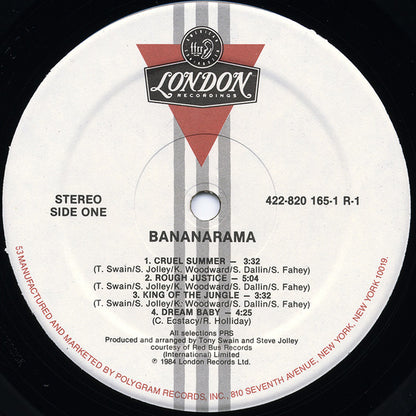 ffrr
LONDON
RECORDINGS
STEREO
SIDE ONE
422-820 165-1 R-1
BANANARAMA
1. CRUEL SUMMER — 3:32
(T. Swain/S. Jolley/K. Woodward/S. Dallin/S. Fahey)
2. ROUGH JUSTICE — 5:04
(T. Swain/S. Jolley/K. Woodward/S. Dallin/S. Fahey)
3. KING OF THE JUNGLE — 3:32
(T. Swain/S. Jolley/K. Woodward/S. Dallin/S. Fahey)
4. DREAM BABY — 4:25
(C. Ecstacy/R. Holliday)
All selections PRS
Produced and arranged by Tony Swain and Steve Jolley
courtesy of Red Bus Records
(International) Limited
℗ 1984 London Records Ltd.
53 MANUFACTURED AND MARKETED BY POLYGRAM RECORDS, INC., 810 SEVENTH AVENUE, NEW YORK, NEW YORK 10019.